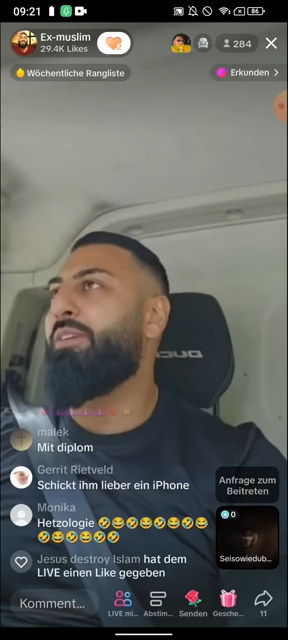 09:21
86
Ex-muslim
29.4K Likes
284
Wöchentliche Rangliste
Erkunden
malek
Mit diplom
Gerrit Rietveld
Schickt ihm lieber ein iPhone
Monika
Hetzologie 🤣😂🤣😂🤣😂🤣😂
🤣😂🤣😂🤣🤣
Jesus destroy Islam hat dem
LIVE einen Like gegeben
Anfrage zum
Beitreten
0
Seisowiedub...
Komment...
LIVE mi...
Abstim...
Senden
Gesche...
11